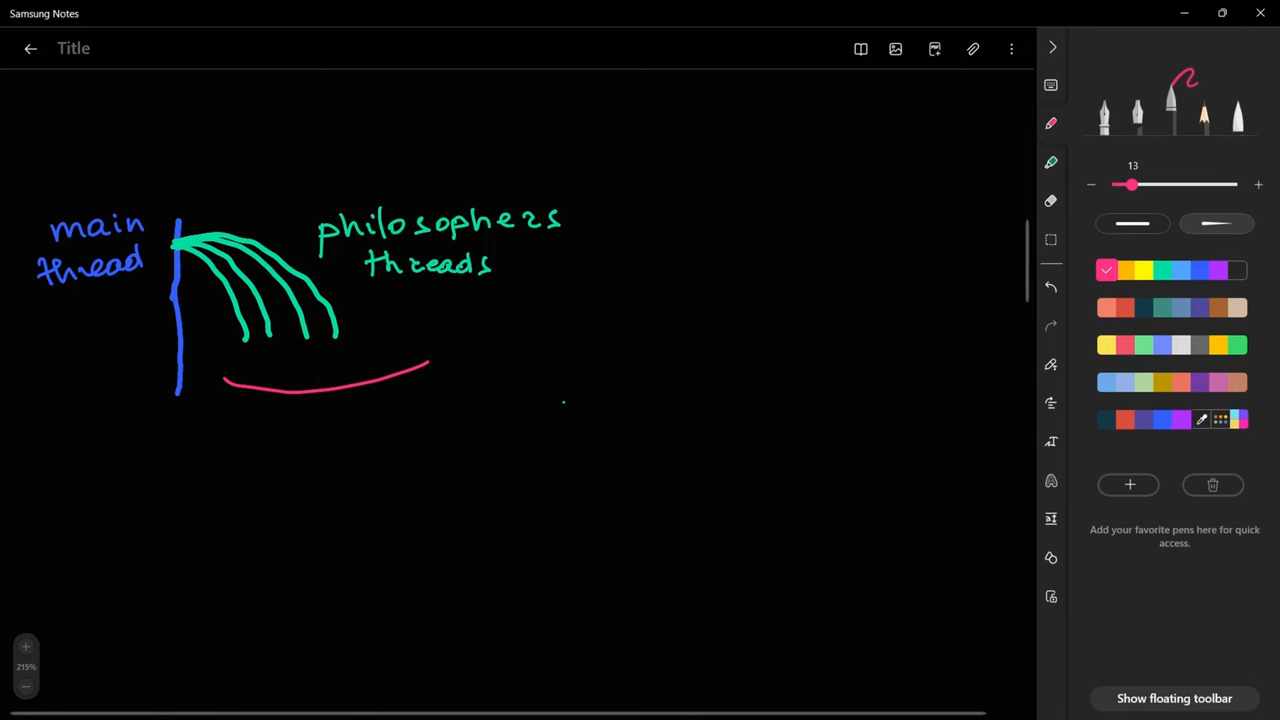 Samsung Notes
Title
13
main
thread
philosophers
threads
Add your favorite pens here for quick
access.
215%
Show floating toolbar